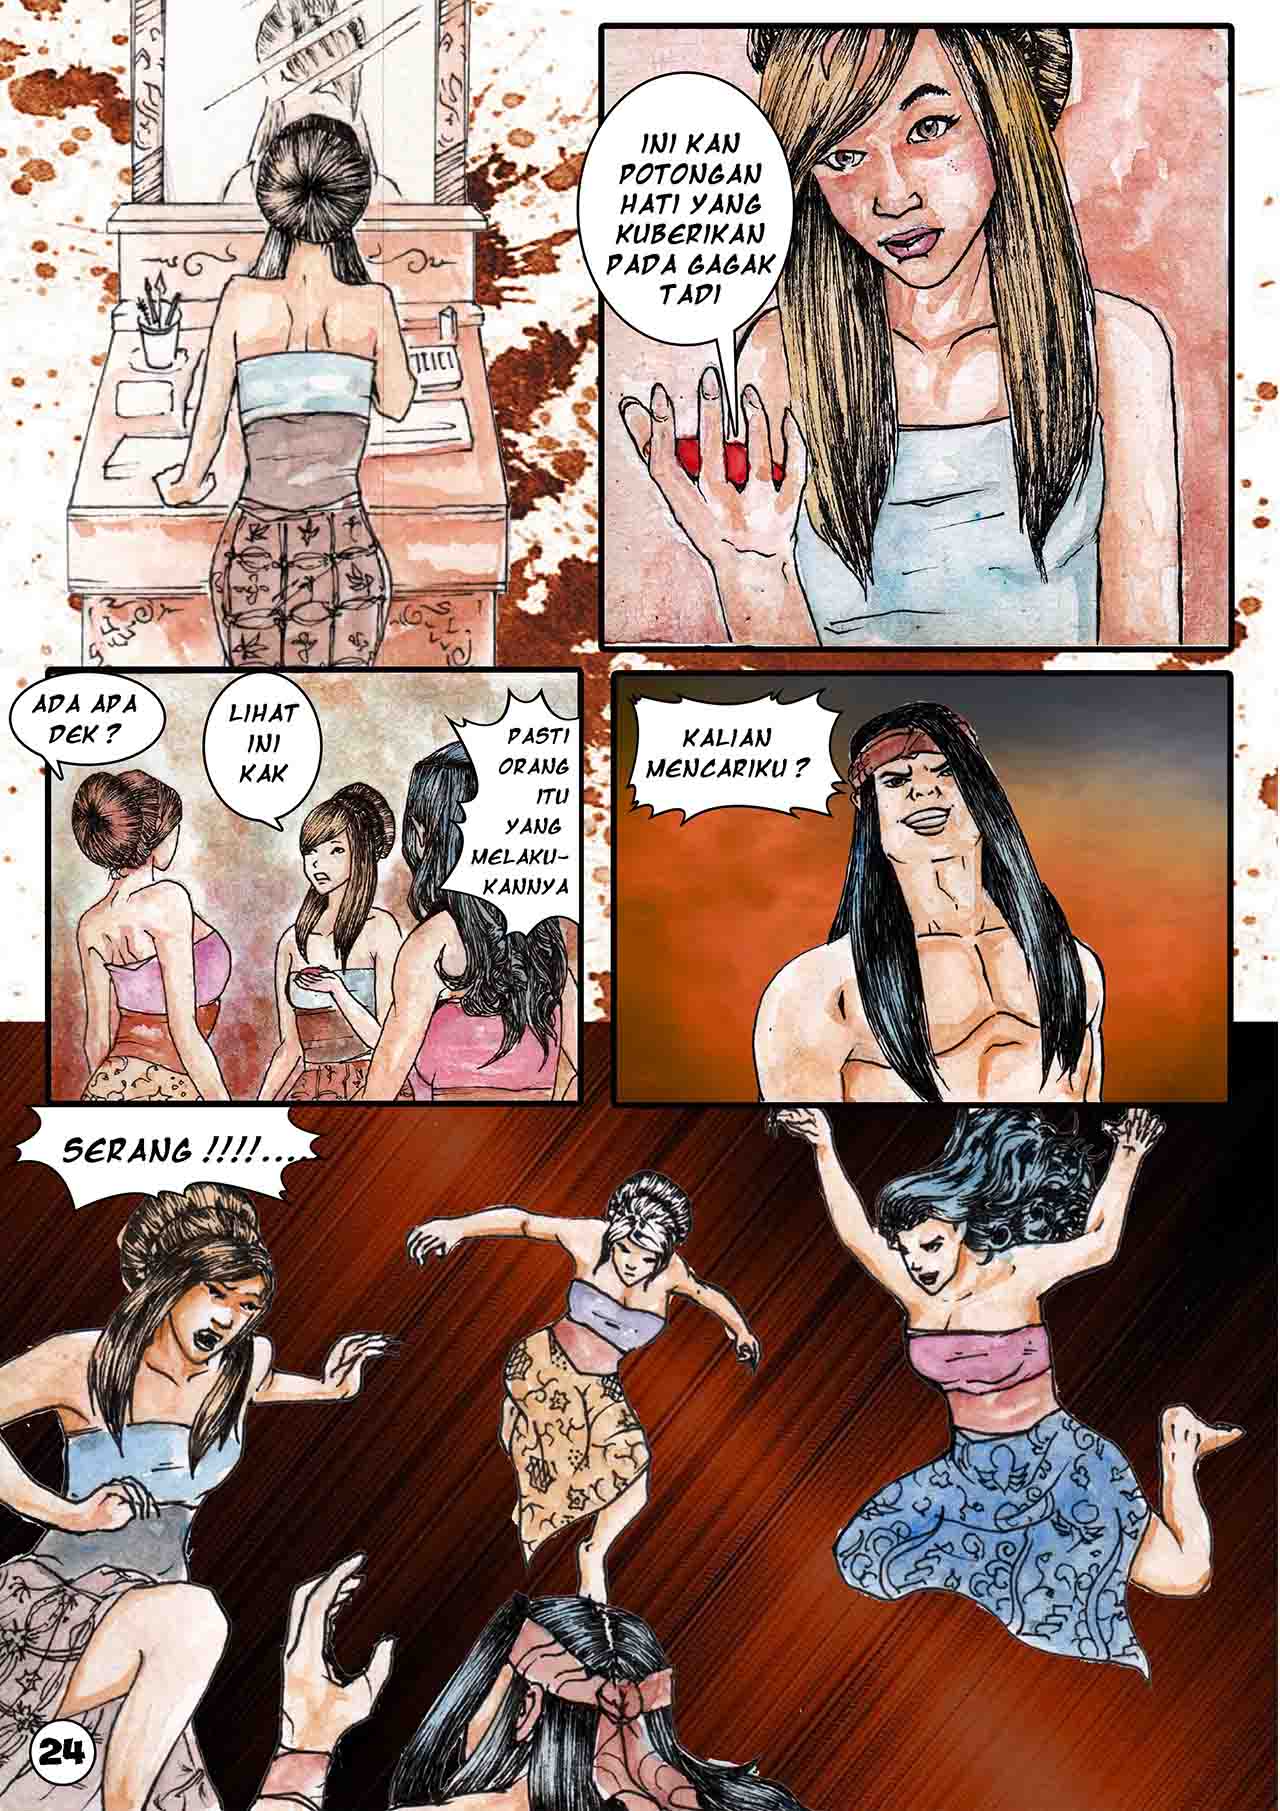 INI KAN
POTONGAN
HATI YANG
KUBERIKAN
PADA GAGAK
TADI
ADA APA
DEK?
LIHAT
INI
KAK
PASTI
ORANG
ITU
YANG
MELAKU-
KANNYA
KALIAN
MENCARIKU?
SERANG !!!!....
24